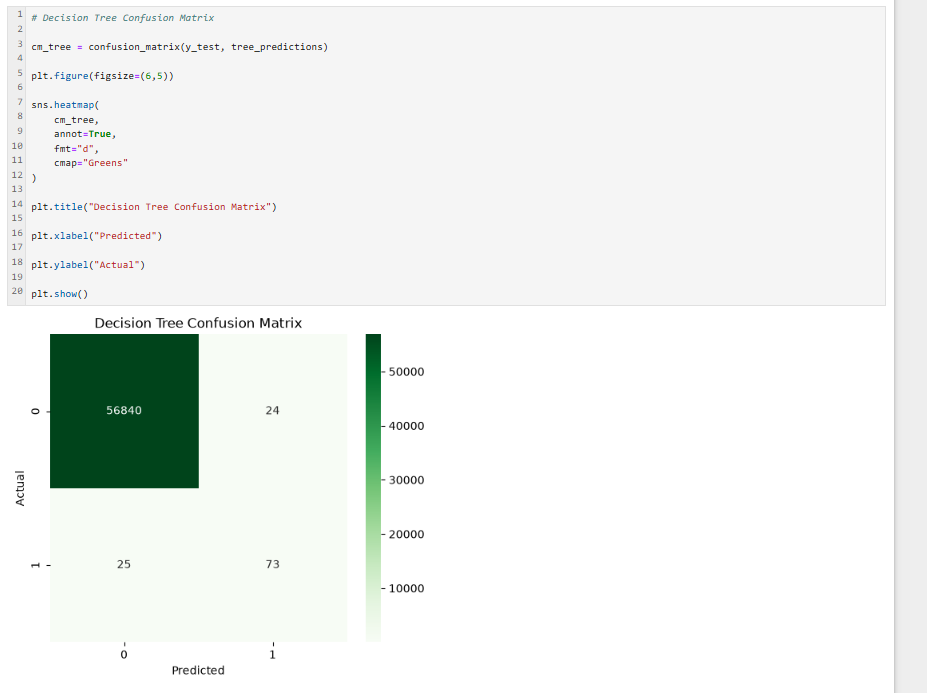 1 # Decision Tree Confusion Matrix
2
3 cm_tree = confusion_matrix(y_test, tree_predictions)
4
5 plt.figure(figsize=(6,5))
6
7 sns.heatmap(
8     cm_tree,
9     annot=True,
10     fmt="d",
11     cmap="Greens"
12 )
13
14 plt.title("Decision Tree Confusion Matrix")
15
16 plt.xlabel("Predicted")
17
18 plt.ylabel("Actual")
19
20 plt.show()
Decision Tree Confusion Matrix
50000
0 56840 24
40000
Actual
30000
20000
1 25 73
10000
0 1
Predicted